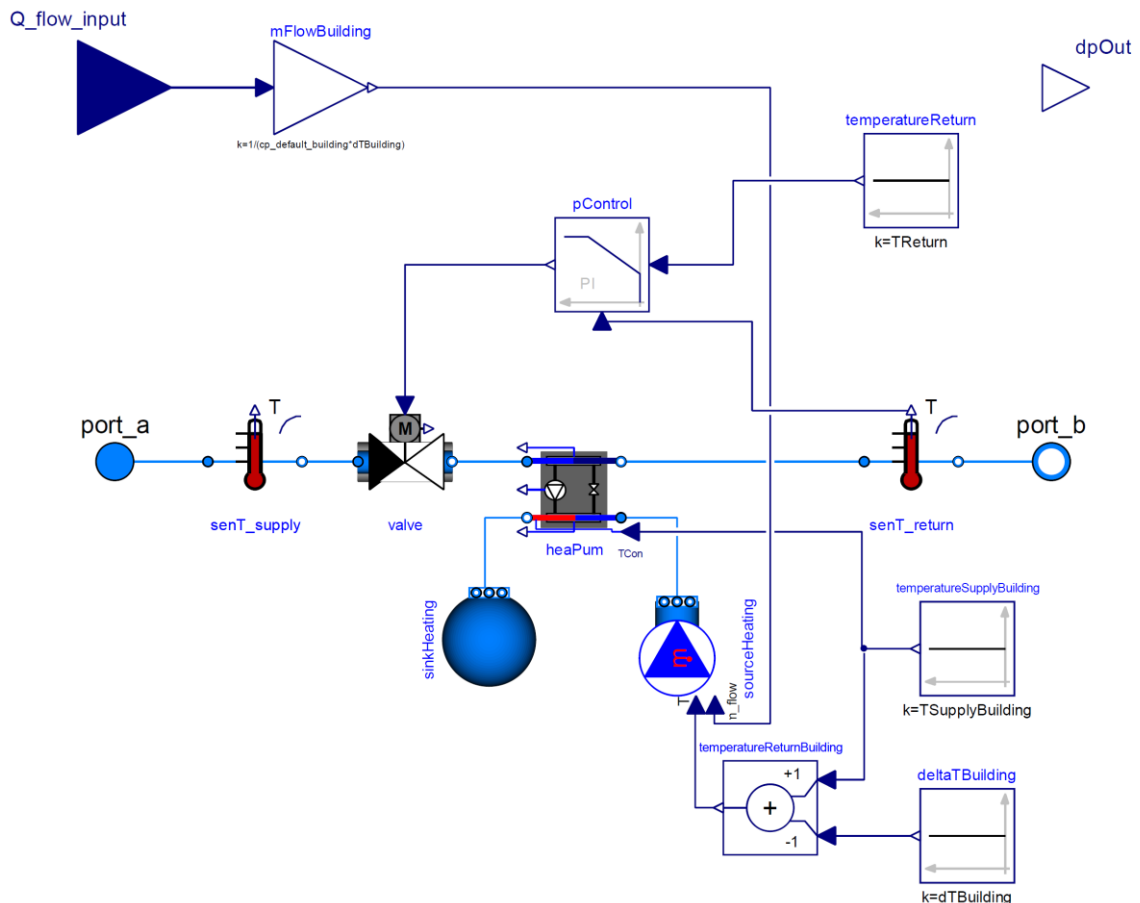 Q_flow_input
mFlowBuilding
dpOut
k=1/(cp_default_building*dTBuilding)
temperatureReturn
k=TReturn
pControl
PI
port_a
T
M
T
port_b
senT_supply
valve
senT_return
heaPum
TCon
temperatureSupplyBuilding
k=TSupplyBuilding
sinkHeating
sourceHeating
ṁ
T
m_flow
temperatureReturnBuilding
+1
+
-1
deltaTBuilding
k=dTBuilding